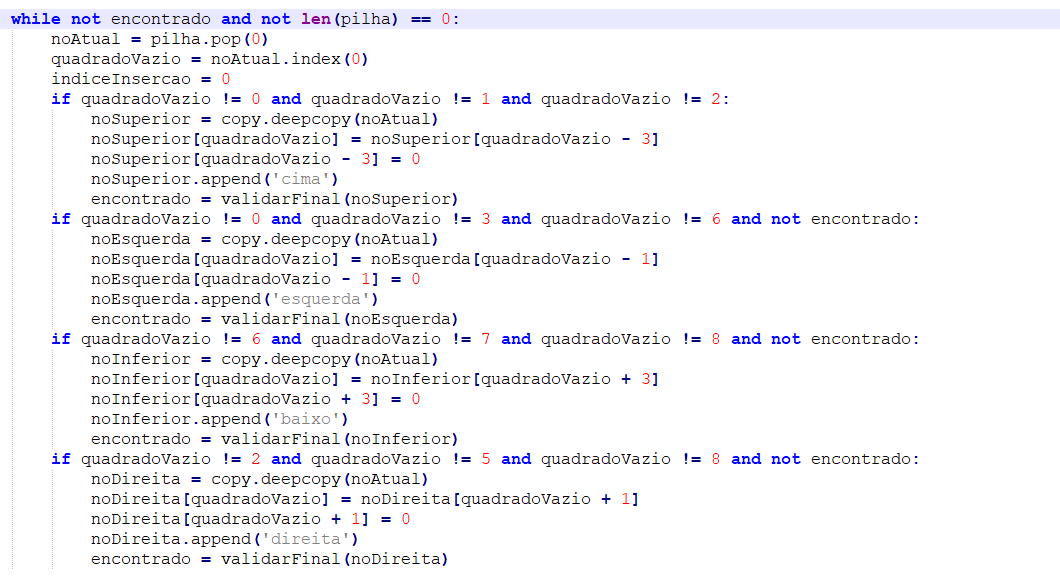 while not encontrado and not len(pilha) == 0:
    noAtual = pilha.pop(0)
    quadradoVazio = noAtual.index(0)
    indiceInsercao = 0
    if quadradoVazio != 0 and quadradoVazio != 1 and quadradoVazio != 2:
        noSuperior = copy.deepcopy(noAtual)
        noSuperior[quadradoVazio] = noSuperior[quadradoVazio - 3]
        noSuperior[quadradoVazio - 3] = 0
        noSuperior.append('cima')
        encontrado = validarFinal(noSuperior)
    if quadradoVazio != 0 and quadradoVazio != 3 and quadradoVazio != 6 and not encontrado:
        noEsquerda = copy.deepcopy(noAtual)
        noEsquerda[quadradoVazio] = noEsquerda[quadradoVazio - 1]
        noEsquerda[quadradoVazio - 1] = 0
        noEsquerda.append('esquerda')
        encontrado = validarFinal(noEsquerda)
    if quadradoVazio != 6 and quadradoVazio != 7 and quadradoVazio != 8 and not encontrado:
        noInferior = copy.deepcopy(noAtual)
        noInferior[quadradoVazio] = noInferior[quadradoVazio + 3]
        noInferior[quadradoVazio + 3] = 0
        noInferior.append('baixo')
        encontrado = validarFinal(noInferior)
    if quadradoVazio != 2 and quadradoVazio != 5 and quadradoVazio != 8 and not encontrado:
        noDireita = copy.deepcopy(noAtual)
        noDireita[quadradoVazio] = noDireita[quadradoVazio + 1]
        noDireita[quadradoVazio + 1] = 0
        noDireita.append('direita')
        encontrado = validarFinal(noDireita)